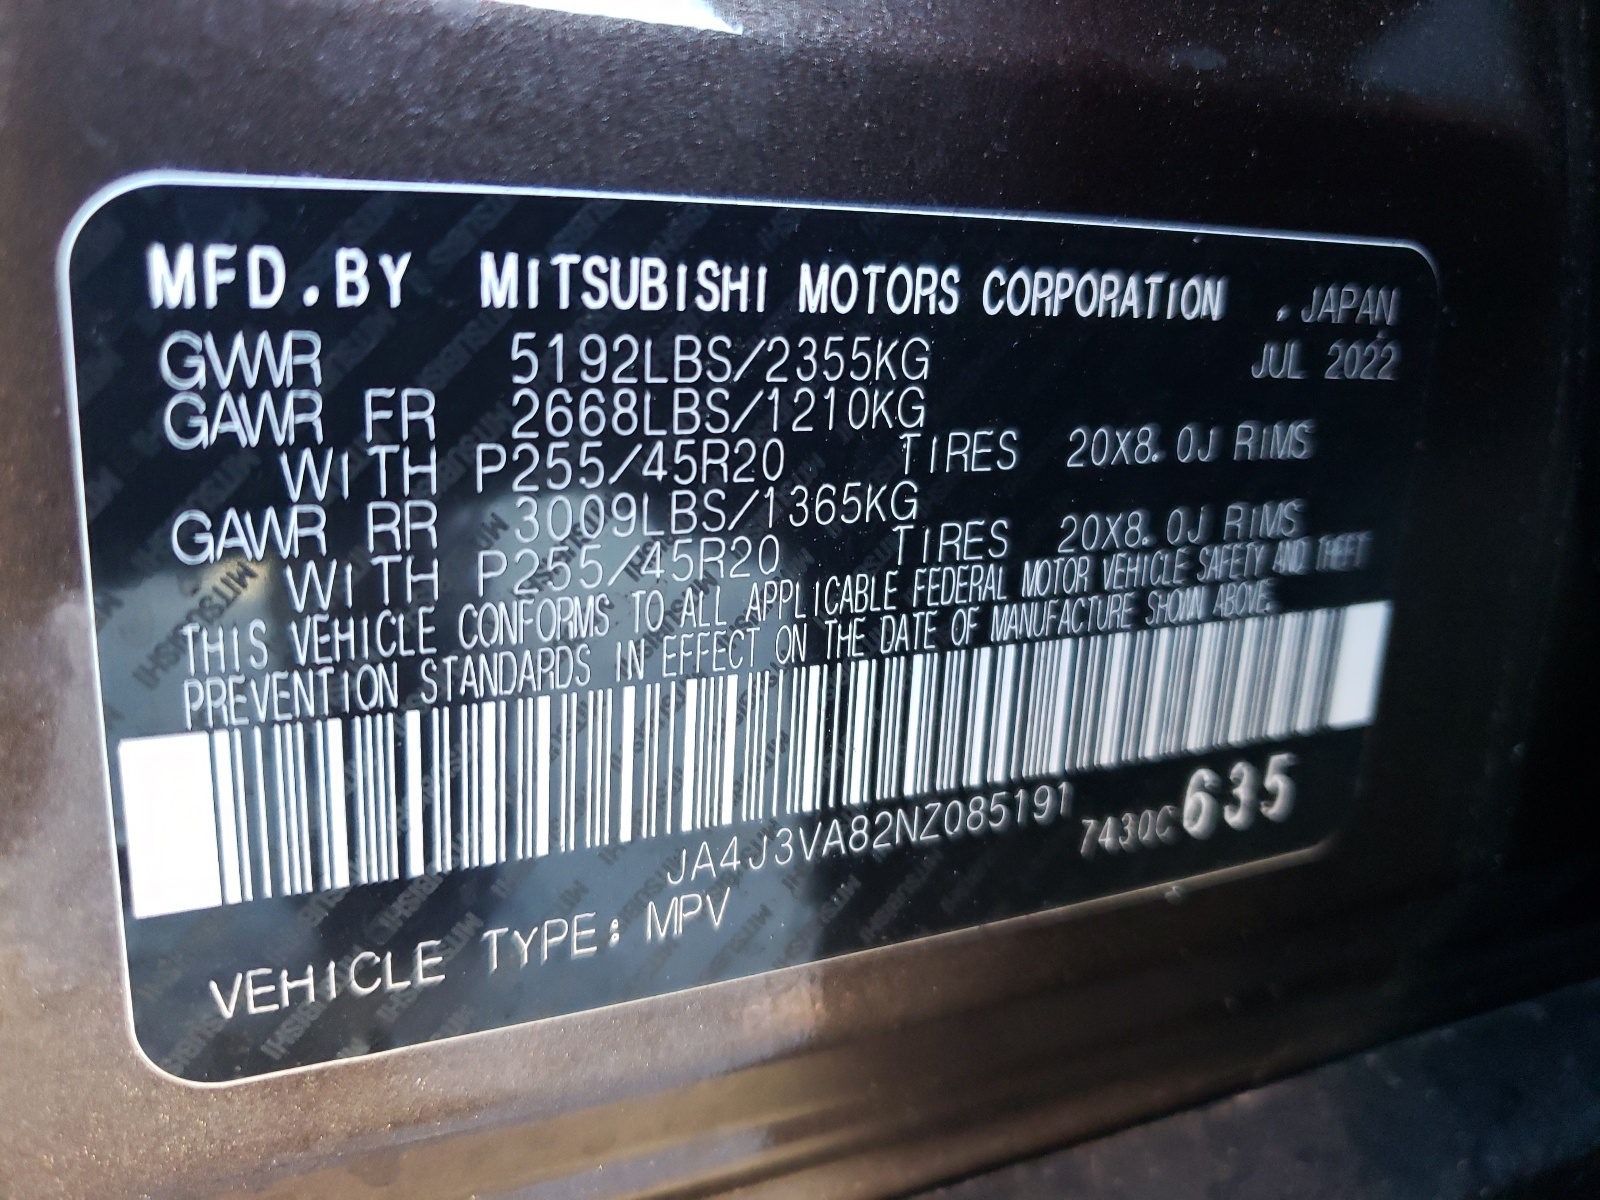 MFD.BY MITSUBISHI MOTORS CORPORATION . JAPAN
GVWR 5192LBS/2355KG JUL 2022
GAWR FR 2668LBS/1210KG
WITH P255/45R20 TIRES 20X8.0J RIMS
GAWR RR 3009LBS/1365KG
WITH P255/45R20 TIRES 20X8.0J RIMS
THIS VEHICLE CONFORMS TO ALL APPLICABLE FEDERAL MOTOR VEHICLE SAFETY AND THEFT
PREVENTION STANDARDS IN EFFECT ON THE DATE OF MANUFACTURE SHOWN ABOVE.
JA4J3VA82NZ085191 7430C 635
VEHICLE TYPE: MPV